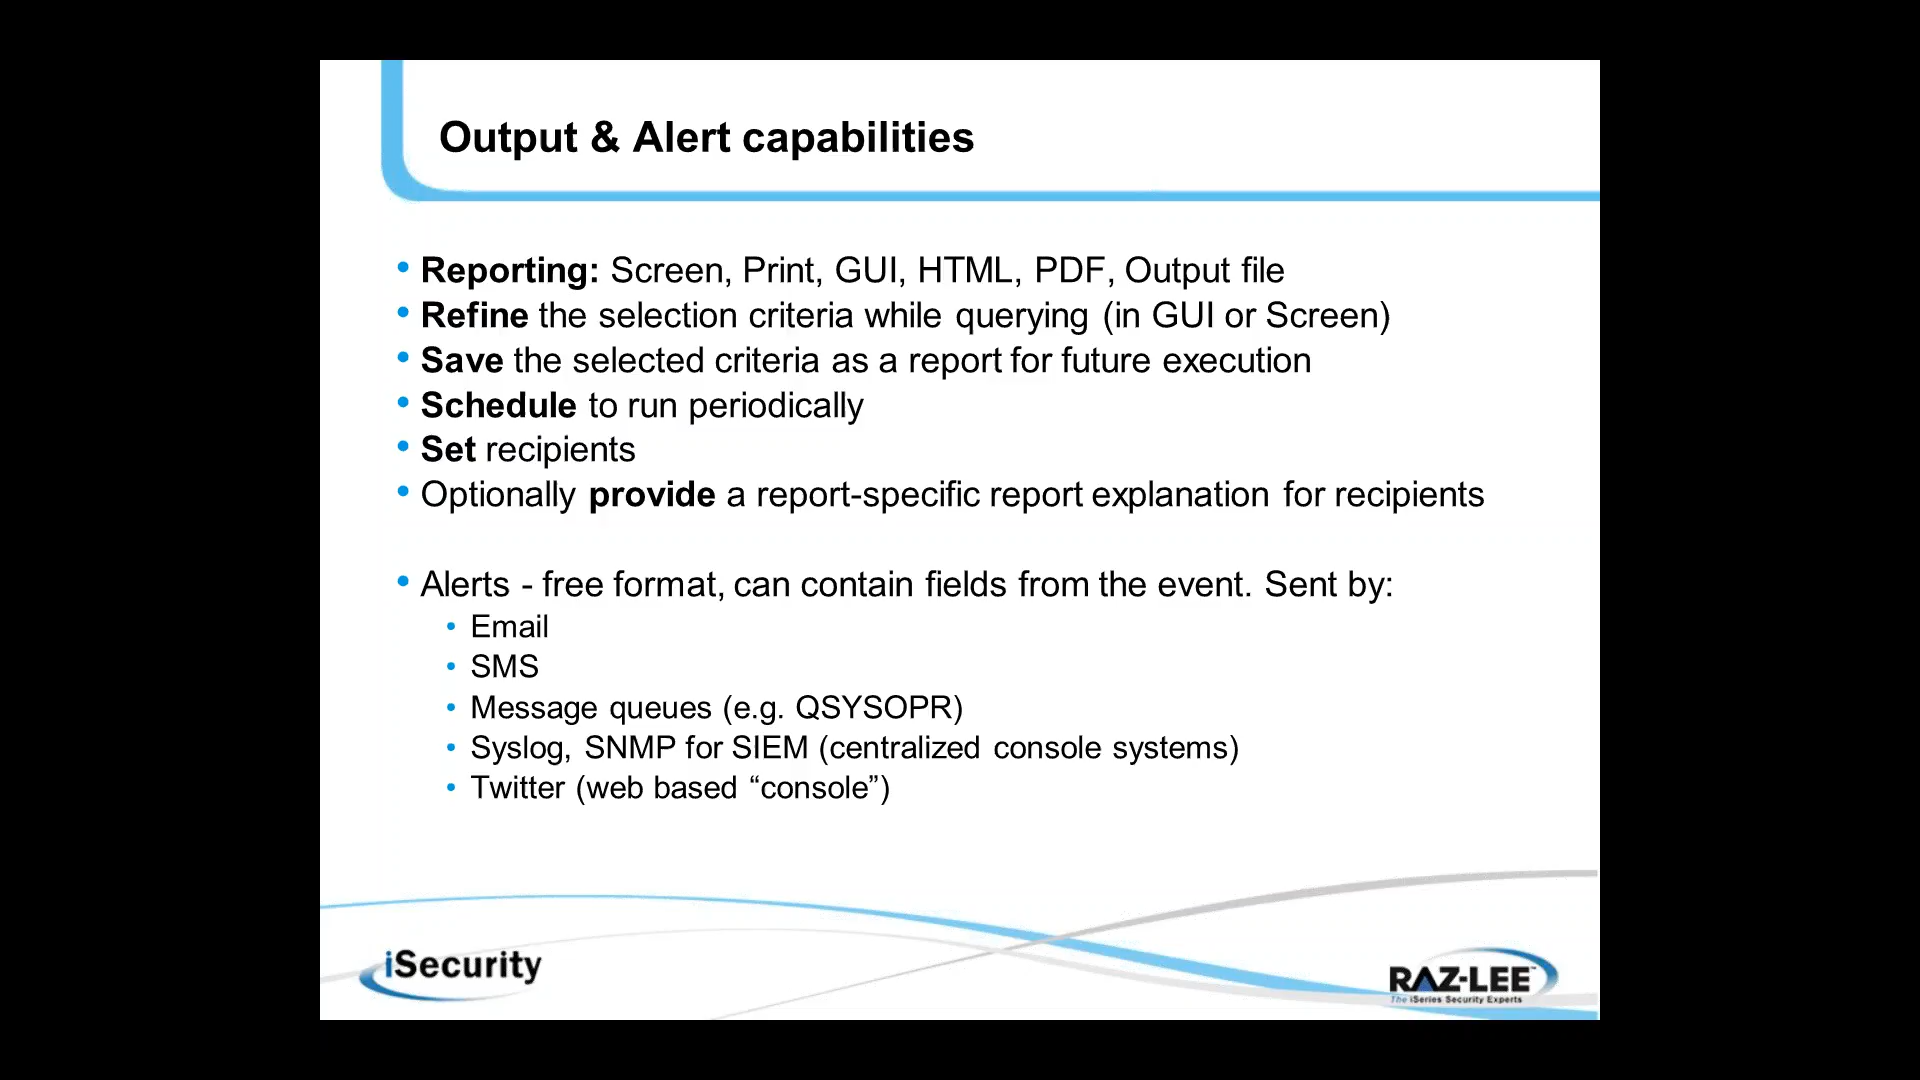 Output & Alert capabilities
• Reporting: Screen, Print, GUI, HTML, PDF, Output file
• Refine the selection criteria while querying (in GUI or Screen)
• Save the selected criteria as a report for future execution
• Schedule to run periodically
• Set recipients
• Optionally provide a report-specific report explanation for recipients
• Alerts - free format, can contain fields from the event. Sent by:
• Email
• SMS
• Message queues (e.g. QSYSOPR)
• Syslog, SNMP for SIEM (centralized console systems)
• Twitter (web based “console”)
iSecurity
RAZ-LEE™
The iSeries Security Experts